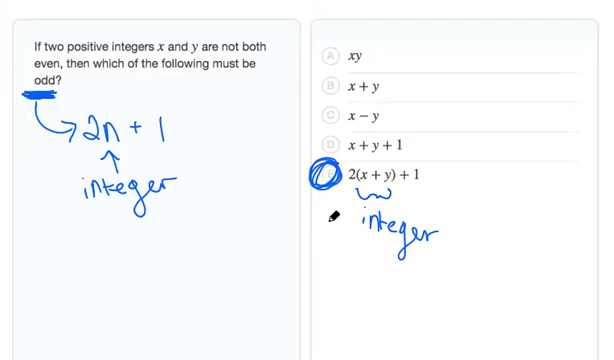 If two positive integers x and y are not both
even, then which of the following must be
odd?
2n + 1
integer
A xy
B x + y
C x − y
D x + y + 1
E 2(x + y) + 1
integer